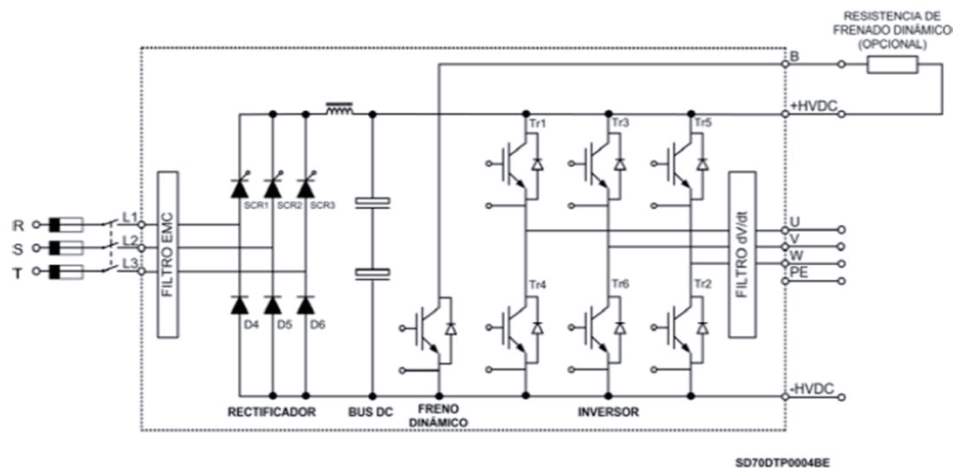 RESISTENCIA DE
FRENADO DINÁMICO
(OPCIONAL)
B
+HVDC
Tr1
Tr3
Tr5
SCR1
SCR2
SCR3
R
S
T
L1
L2
L3
FILTRO EMC
FILTRO dV/dt
U
V
W
PE
Tr4
Tr6
Tr2
D4
D5
D6
-HVDC
RECTIFICADOR
BUS DC
FRENO
DINÁMICO
INVERSOR
SD70DTP0004BE